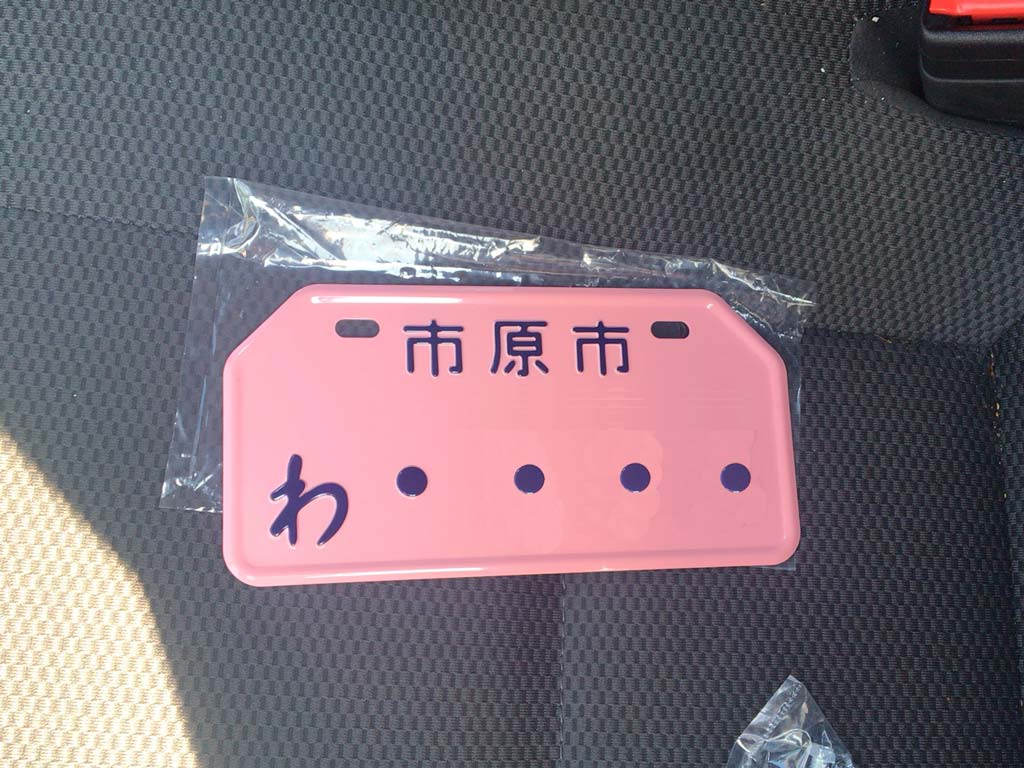 市原市
わ ・ ・ ・ ・